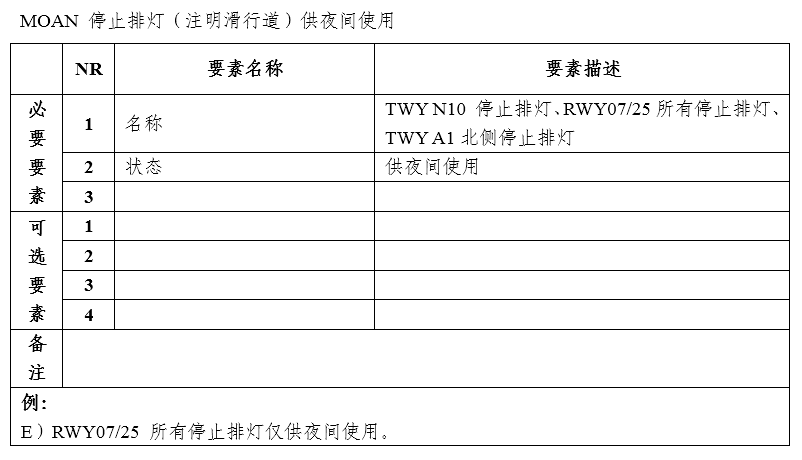 MOAN 停止排灯（注明滑行道）供夜间使用
NR 要素名称 要素描述
必要要素
1 名称 TWY N10 停止排灯、RWY07/25 所有停止排灯、
TWY A1 北侧停止排灯
2 状态 供夜间使用
3
可选要素
1
2
3
4
备注
例：
E）RWY07/25 所有停止排灯仅供夜间使用。